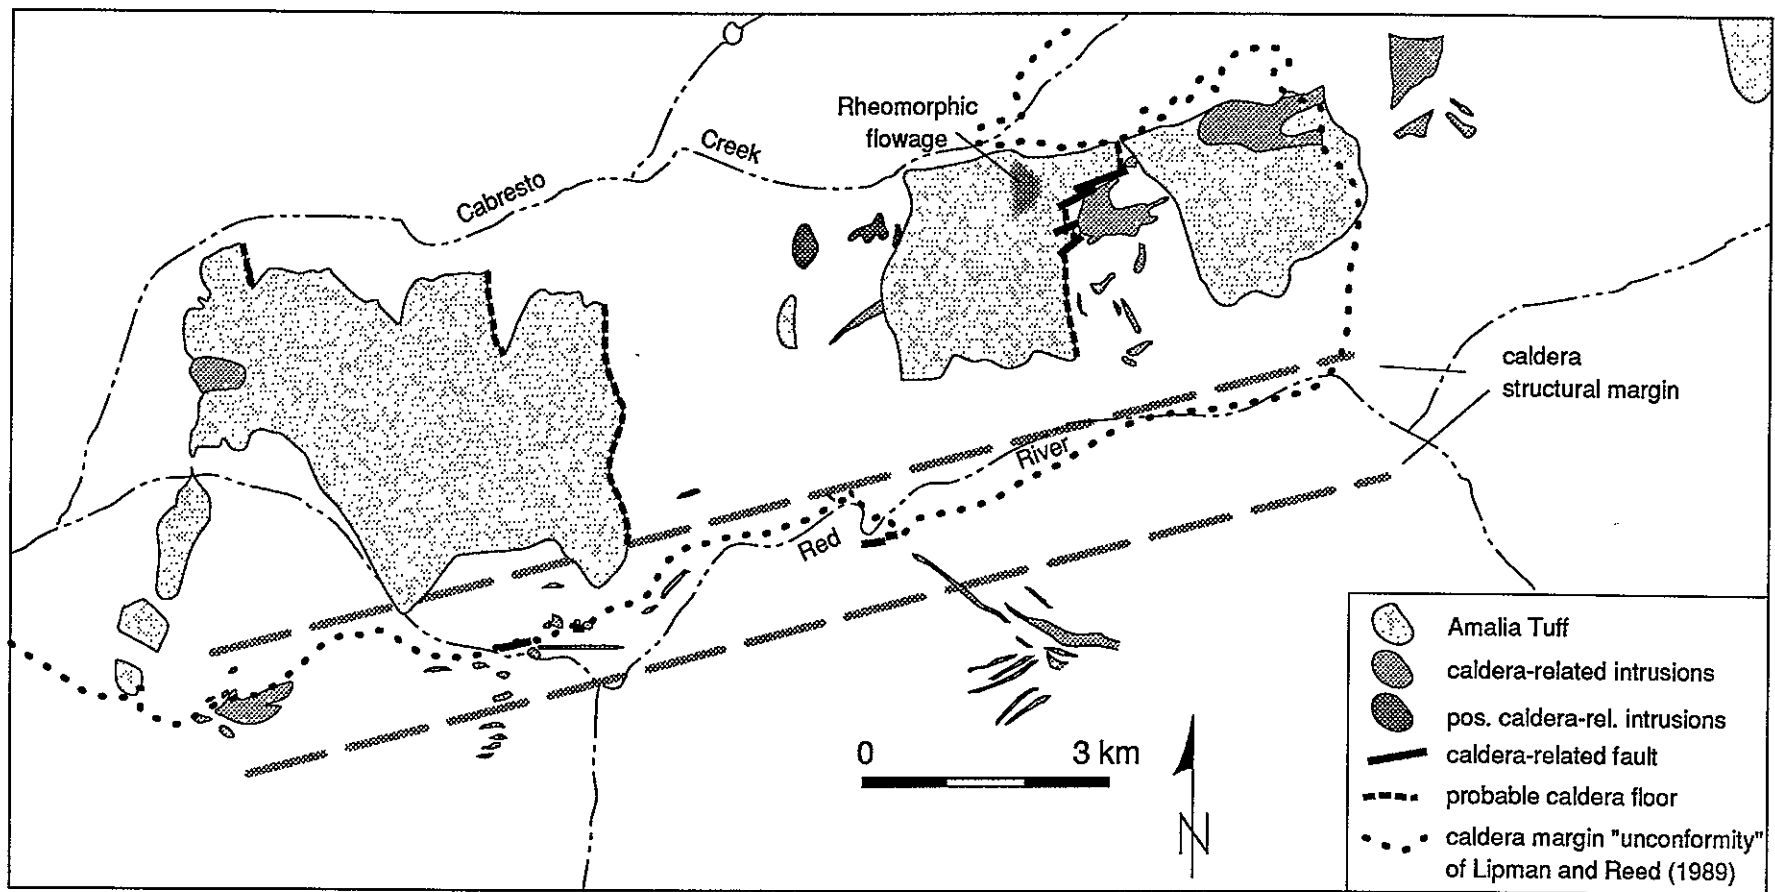 Rheomorphic
flowage
Creek
Cabresto
caldera
structural margin
River
Red
0 3 km
N
Amalia Tuff
caldera-related intrusions
pos. caldera-rel. intrusions
caldera-related fault
probable caldera floor
caldera margin "unconformity"
of Lipman and Reed (1989)